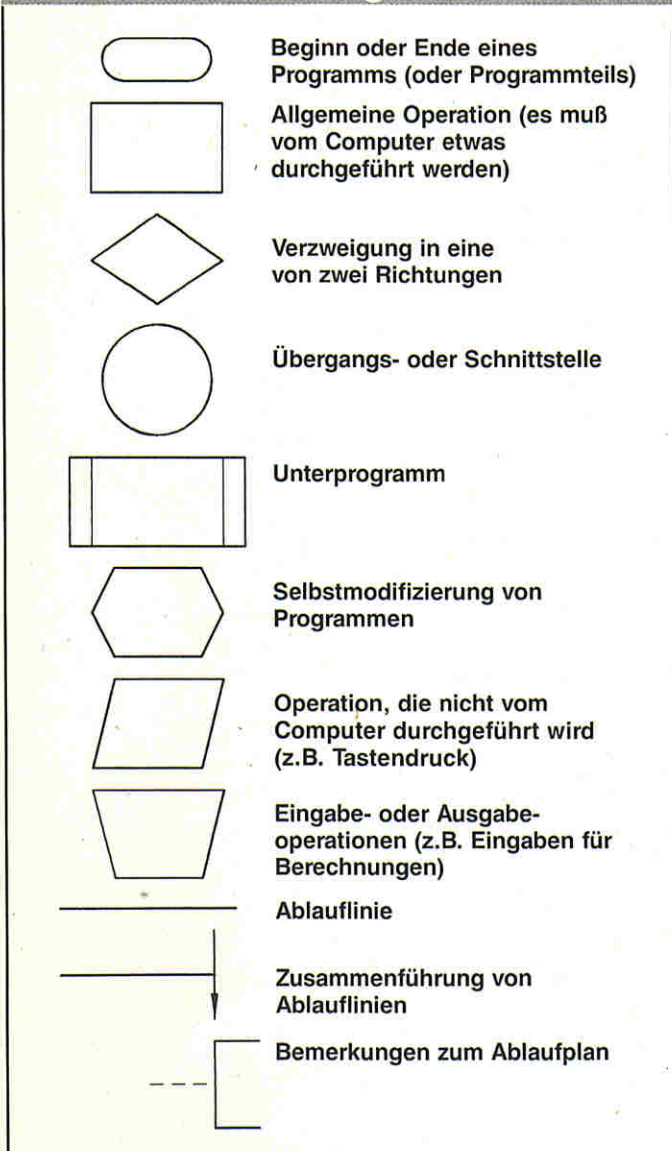 Beginn oder Ende eines
Programms (oder Programmteils)
Allgemeine Operation (es muß
vom Computer etwas
durchgeführt werden)
Verzweigung in eine
von zwei Richtungen
Übergangs- oder Schnittstelle
Unterprogramm
Selbstmodifizierung von
Programmen
Operation, die nicht vom
Computer durchgeführt wird
(z.B. Tastendruck)
Eingabe- oder Ausgabe-
operationen (z.B. Eingaben für
Berechnungen)
Ablauflinie
Zusammenführung von
Ablauflinien
Bemerkungen zum Ablaufplan